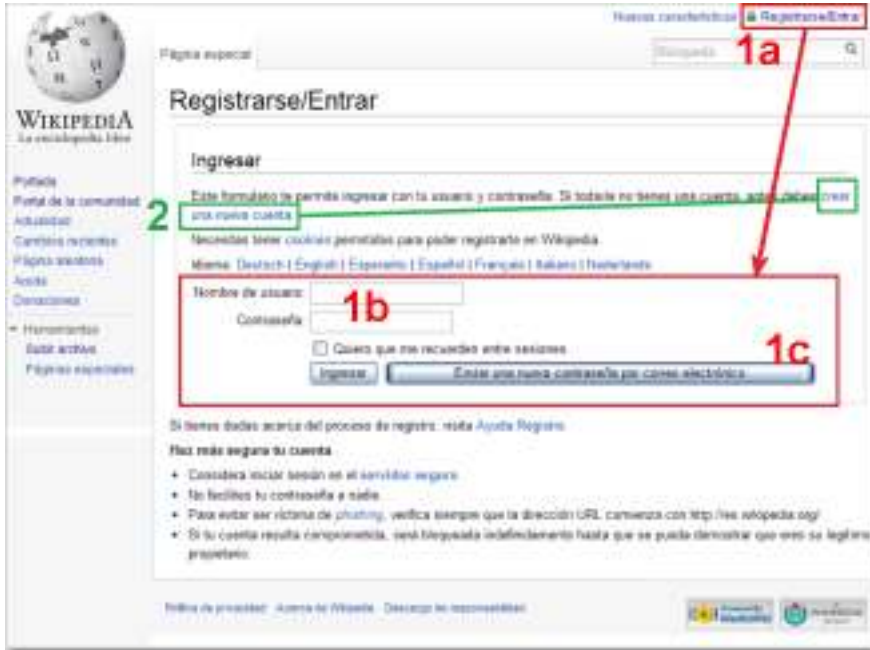 Nuevas características Registrarse/Entrar
1a
Página especial
Búsqueda
WIKIPEDIA
La enciclopedia libre
Registrarse/Entrar
Ingresar
Portada
Portal de la comunidad
Actualidad
Cambios recientes
Página aleatoria
Ayuda
Donaciones
Herramientas
Subir archivo
Páginas especiales
Este formulario te permite ingresar con tu usuario y contraseña. Si todavía no tienes una cuenta, antes debes crear
2
una nueva cuenta
Necesitas tener cookies permitidas para poder registrarte en Wikipedia.
Idioma: Deutsch | English | Esperanto | Español | Français | Italiano | Nederlands
Nombre de usuario
1b
Contraseña
1c
Quiero que me recuerden entre sesiones
Ingresar Enviar una nueva contraseña por correo electrónico
Si tienes dudas acerca del proceso de registro, visita Ayuda Registro
Haz más segura tu cuenta
Considera iniciar sesión en el servidor seguro
No facilites tu contraseña a nadie
Para evitar ser víctima de phishing, verifica siempre que la dirección URL comienza con http://es.wikipedia.org/
Si tu cuenta resulta comprometida, será bloqueada indefinidamente hasta que se pueda demostrar que eres su legítimo
propietario.
Política de privacidad Acerca de Wikipedia Descargo de responsabilidad